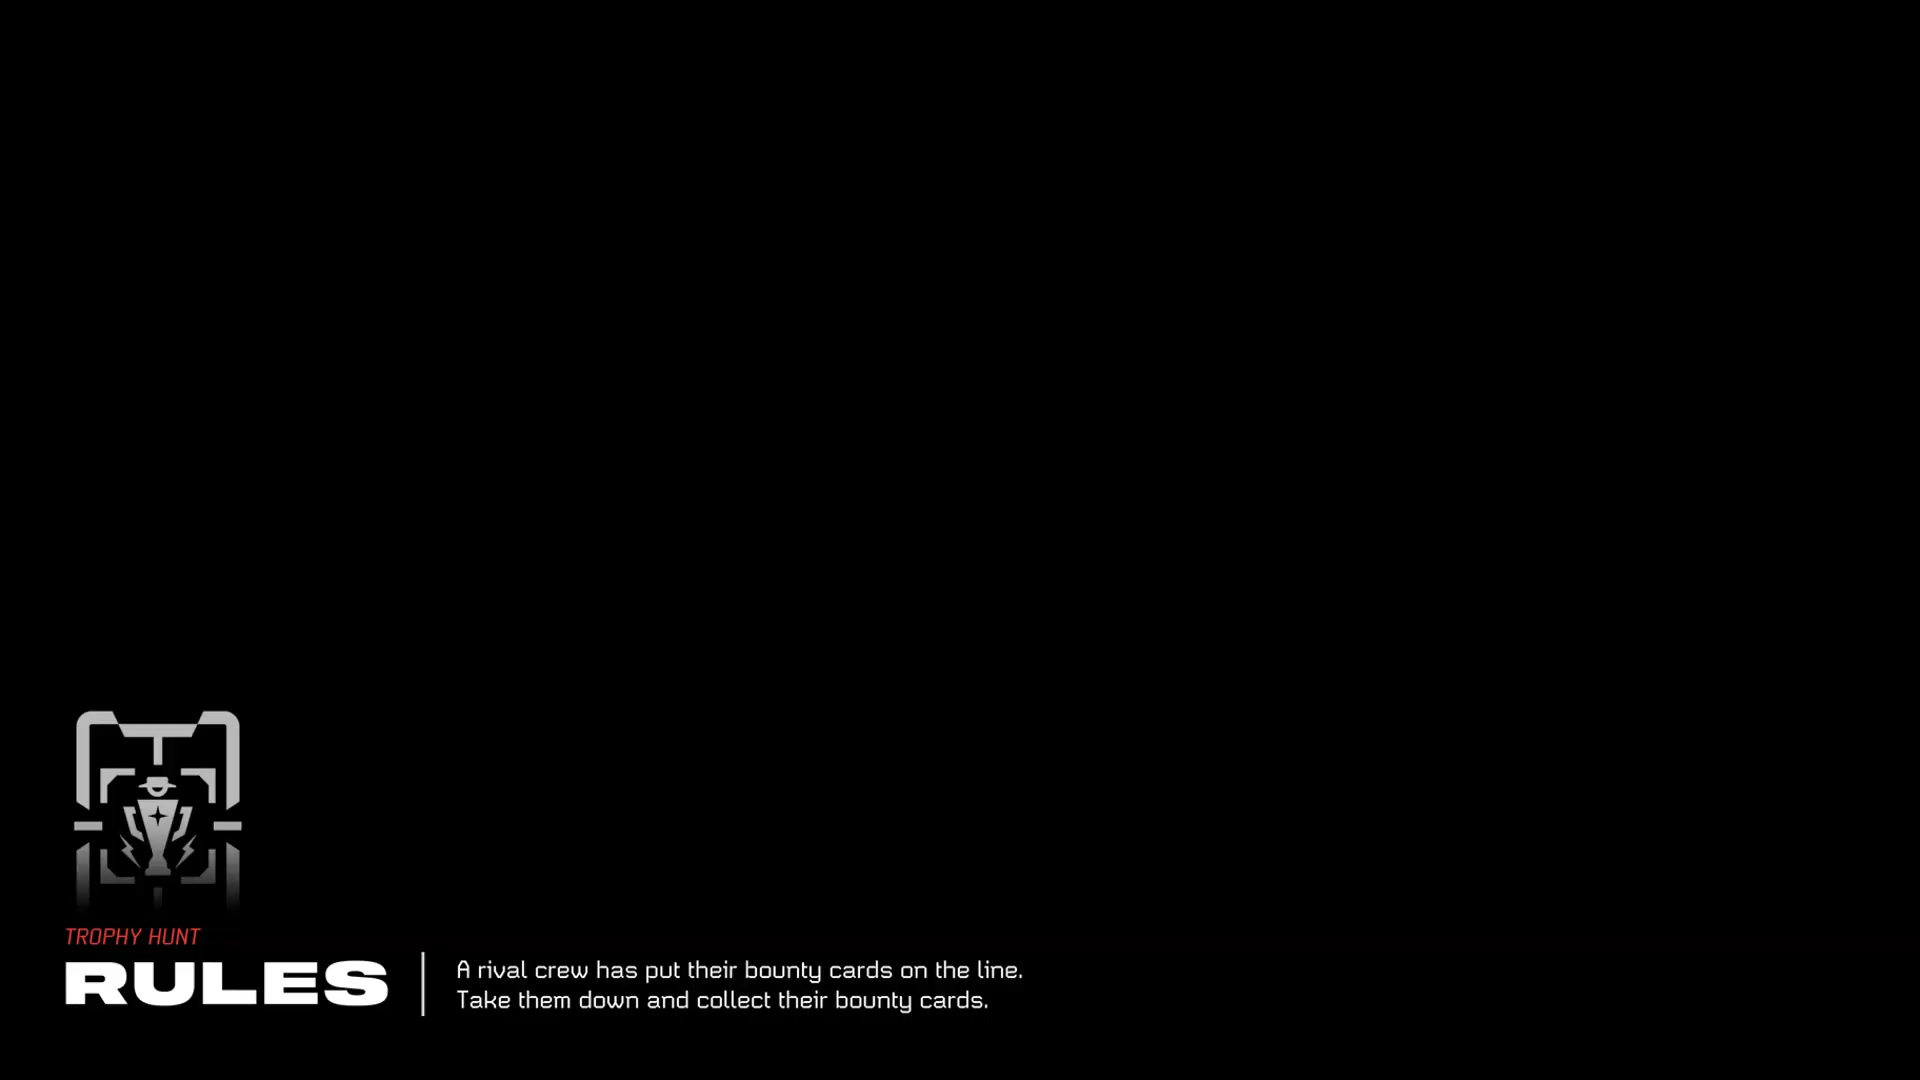 TROPHY HUNT
RULES
A rival crew has put their bounty cards on the line.
Take them down and collect their bounty cards.